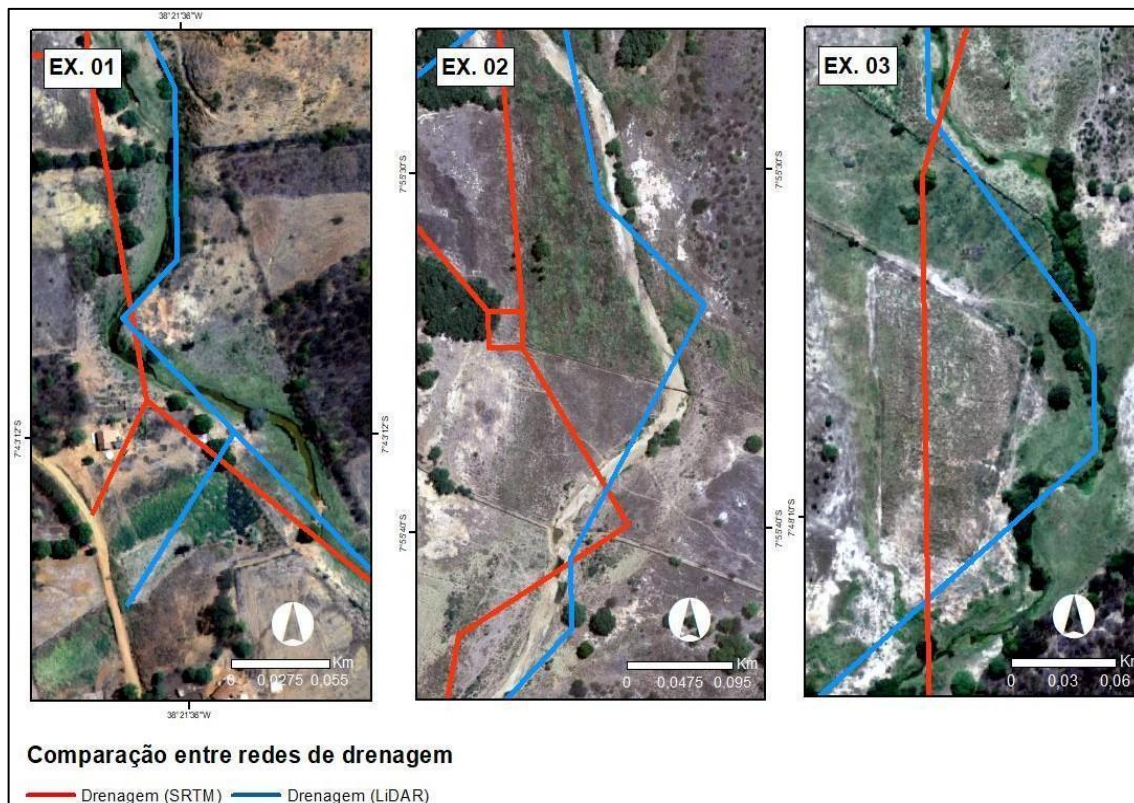 38°21'36"W
EX. 01
EX. 02
EX. 03
7°55'30"S
7°55'30"S
7°43'12"S
7°43'12"S
7°55'40"S
7°55'40"S
7°48'10"S
Km
0 0,0275 0,055
Km
0 0,0475 0,095
Km
0 0,03 0,06
38°21'36"W
Comparação entre redes de drenagem
Drenagem (SRTM) Drenagem (LiDAR)